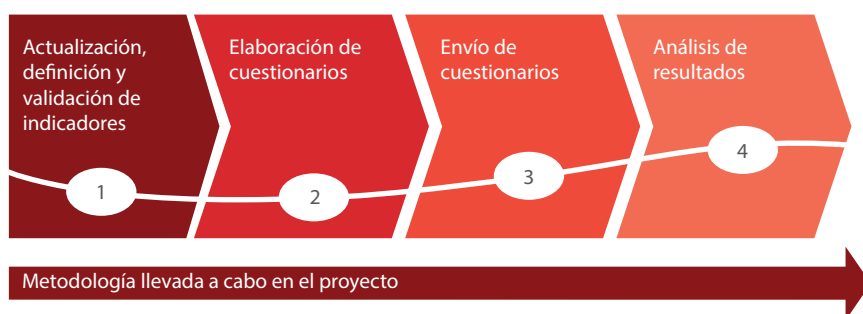 Actualización,
definición y
validación de
indicadores
1
Elaboración de
cuestionarios
2
Envío de
cuestionarios
3
Análisis de
resultados
4
Metodología llevada a cabo en el proyecto